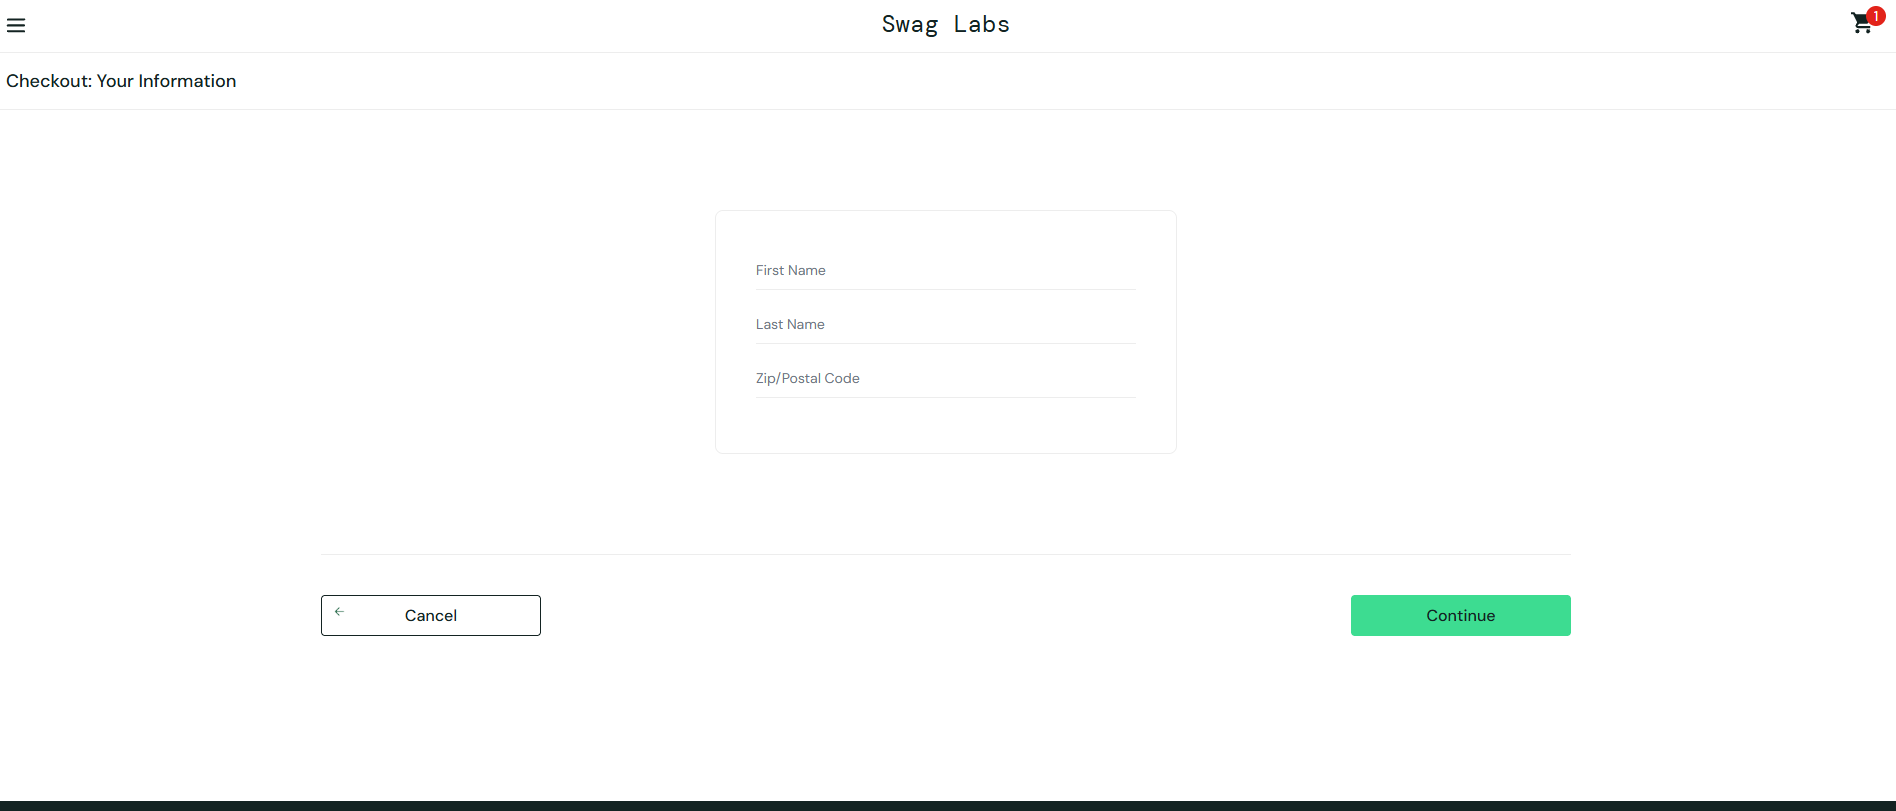 Swag Labs
1
Checkout: Your Information
First Name
Last Name
Zip/Postal Code
Cancel
Continue